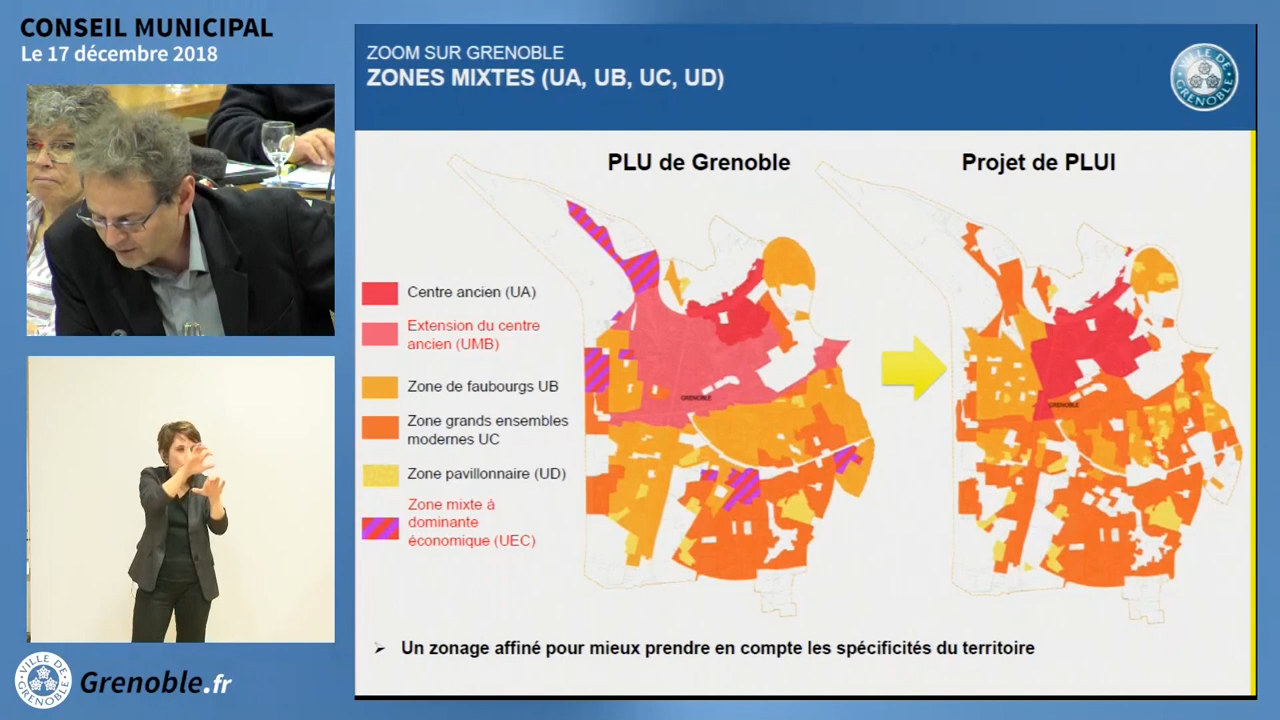 CONSEIL MUNICIPAL
Le 17 décembre 2018
ZOOM SUR GRENOBLE
ZONES MIXTES (UA, UB, UC, UD)
VILLE DE GRENOBLE
PLU de Grenoble
Projet de PLUI
Centre ancien (UA)
Extension du centre
ancien (UMB)
Zone de faubourgs UB
Zone grands ensembles
modernes UC
Zone pavillonnaire (UD)
Zone mixte à
dominante
économique (UEC)
GRENOBLE
GRENOBLE
➢ Un zonage affiné pour mieux prendre en compte les spécificités du territoire
VILLE DE GRENOBLE
Grenoble.fr